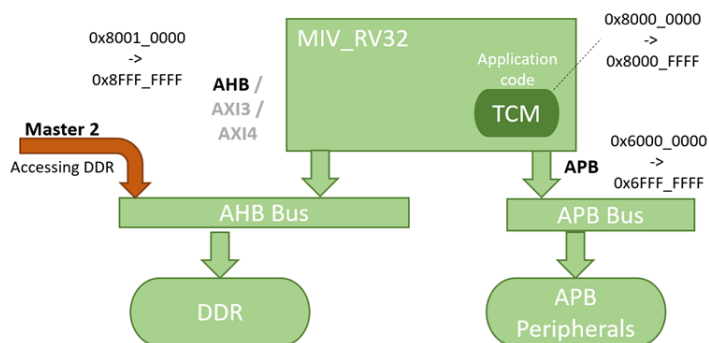 0x8001_0000
->
0x8FFF_FFFF
AHB /
AXI3 /
AXI4
MIV_RV32
Application
code
TCM
0x8000_0000
->
0x8000_FFFF
Master 2
Accessing DDR
APB
0x6000_0000
->
0x6FFF_FFFF
AHB Bus
APB Bus
DDR
APB
Peripherals